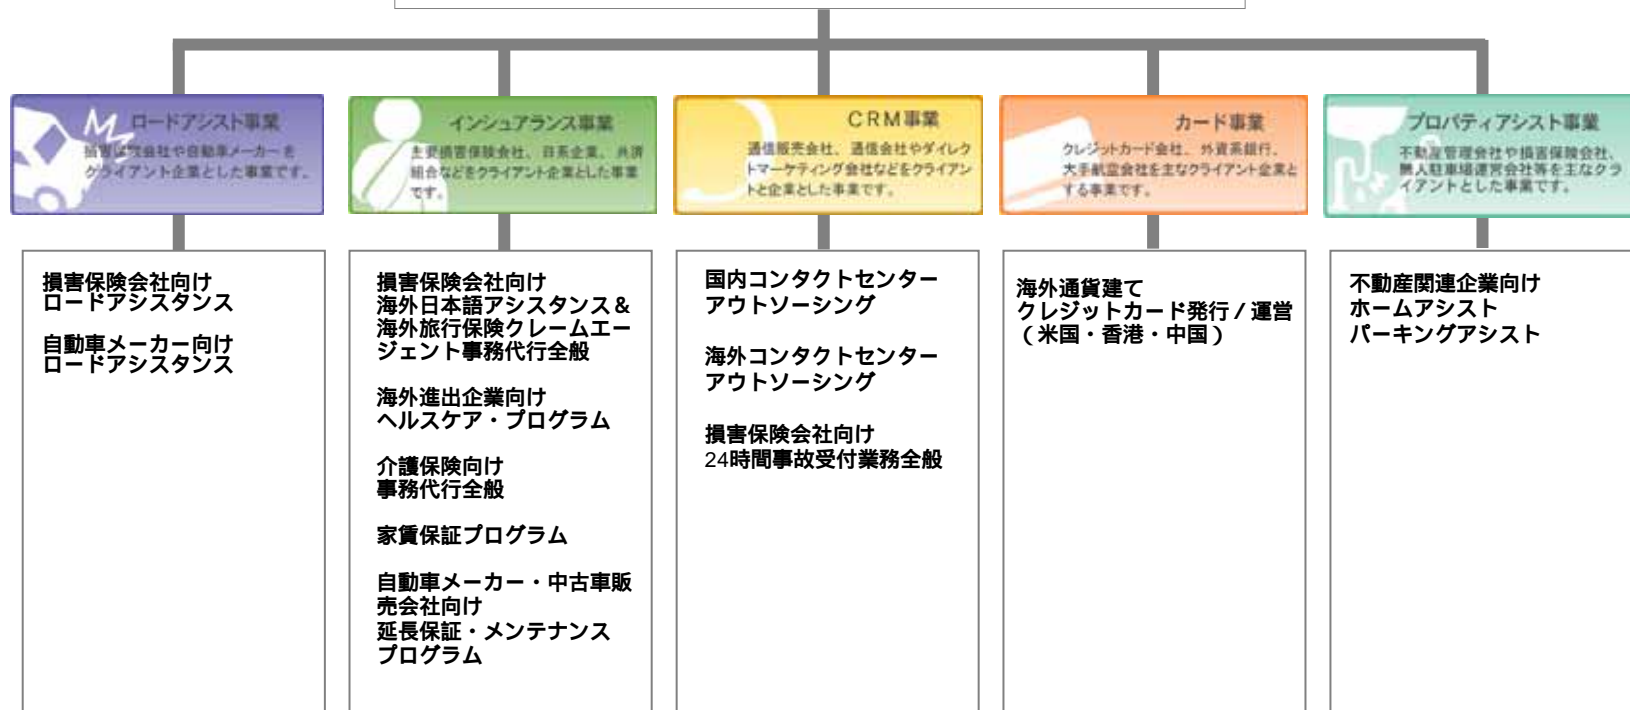 ロードアシスト事業
損害保険会社や自動車メーカーを
クライアント企業とした事業です。
損害保険会社向け
ロードアシスタンス
自動車メーカー向け
ロードアシスタンス
インシュアランス事業
主要損害保険会社、日系企業、共済
組合などをクライアント企業とした事業
です。
損害保険会社向け
海外日本語アシスタンス＆
海外旅行保険クレームエー
ジェント事務代行全般
海外進出企業向け
ヘルスケア・プログラム
介護保険向け
事務代行全般
家賃保証プログラム
自動車メーカー・中古車販
売会社向け
延長保証・メンテナンス
プログラム
CRM事業
通信販売会社、通信会社やダイレク
トマーケティング会社などをクライアン
トと企業とした事業です。
国内コンタクトセンター
アウトソーシング
海外コンタクトセンター
アウトソーシング
損害保険会社向け
24時間事故受付業務全般
カード事業
クレジットカード会社、外資系銀行、
大手航空会社を主なクライアント企業と
する事業です。
海外通貨建て
クレジットカード発行／運営
（米国・香港・中国）
プロパティアシスト事業
不動産管理会社や損害保険会社、
無人駐車場運営会社等を主なクラ
イアントとした事業です。
不動産関連企業向け
ホームアシスト
パーキングアシスト